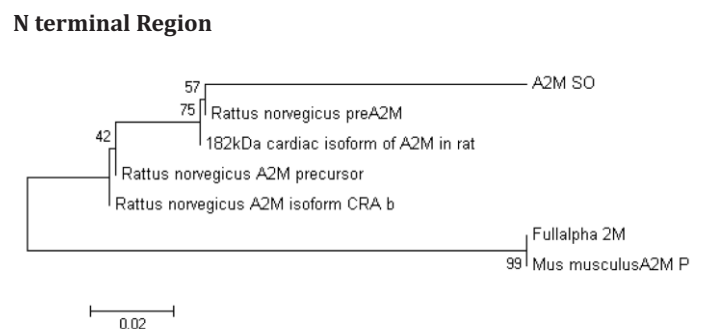 N terminal Region
57
A2M SO
75
Rattus norvegicus preA2M
182kDa cardiac isoform of A2M in rat
42
Rattus norvegicus A2M precursor
Rattus norvegicus A2M isoform CRA b
Fullalpha 2M
99
Mus musculusA2M P
0.02